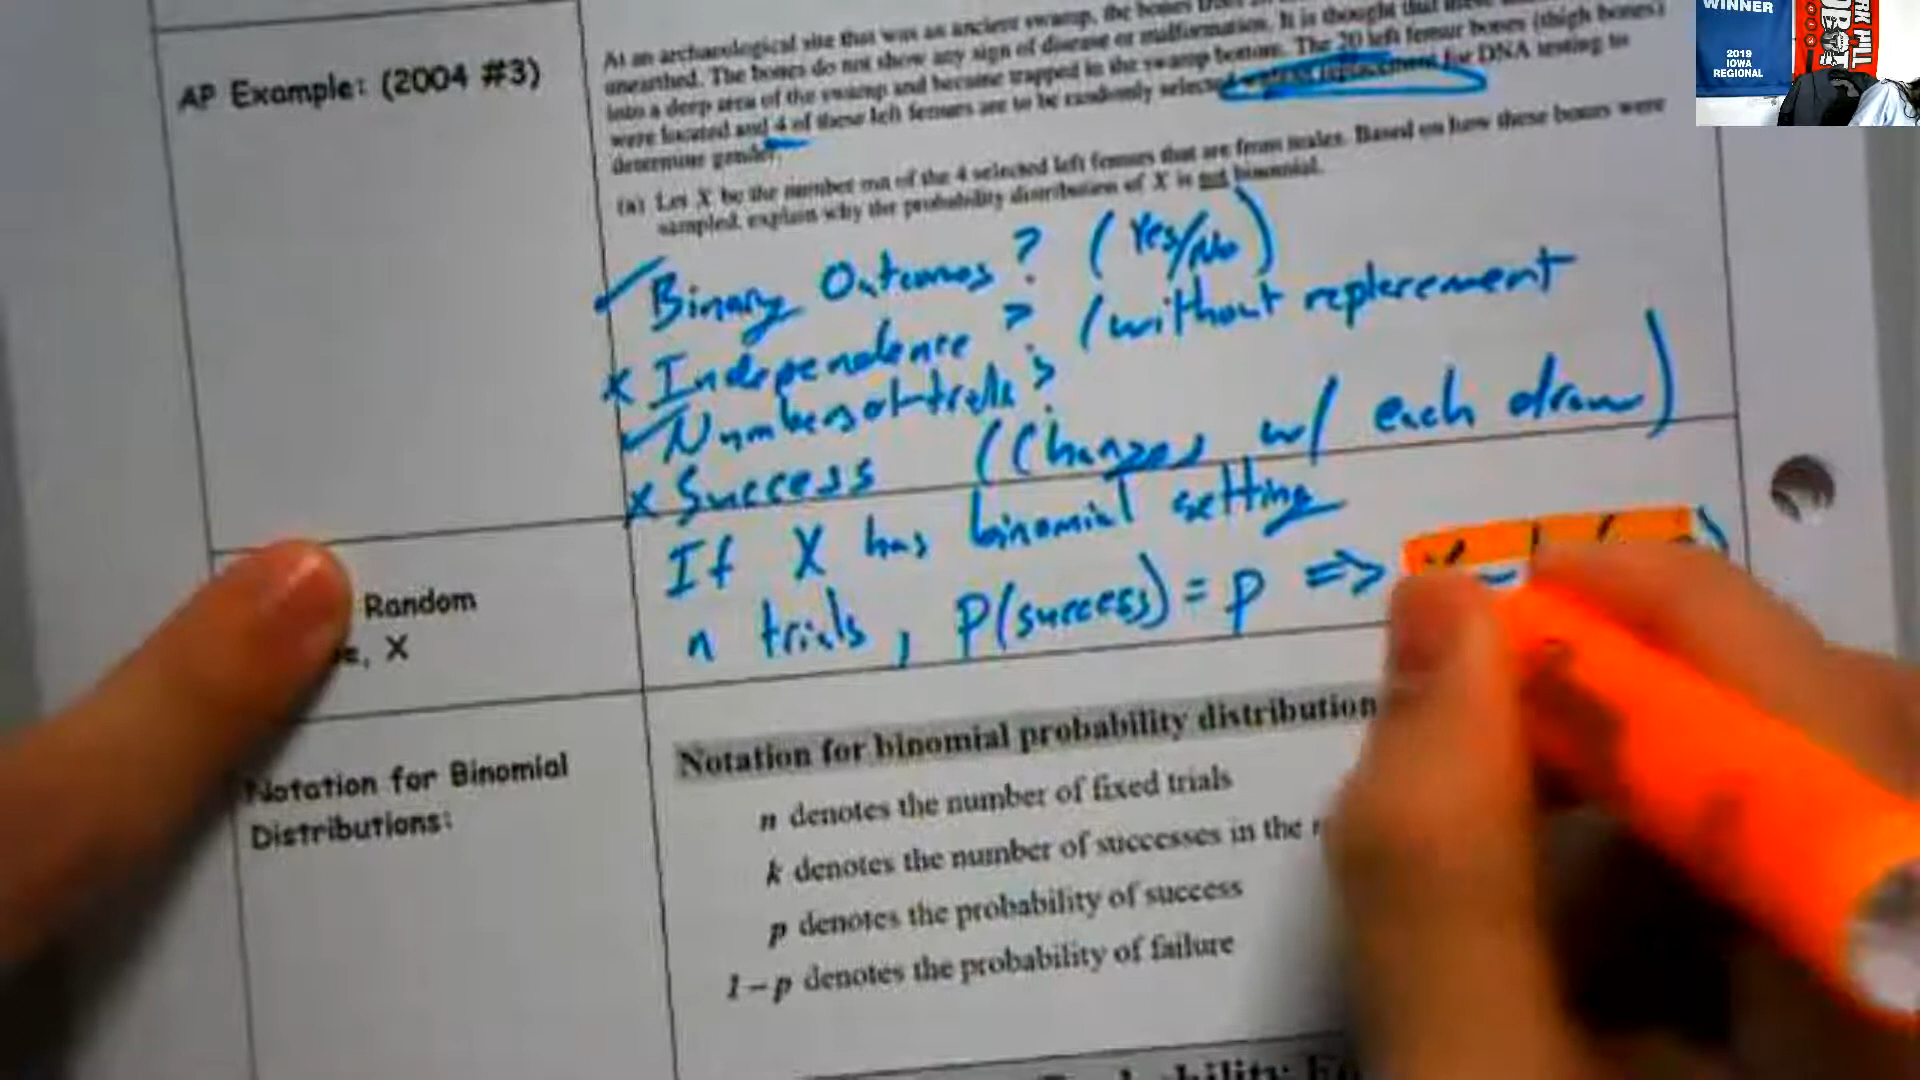 WINNER
2019
IOWA
REGIONAL
AP Example: (2004 #3)
At an archaeological site that was an ancient swamp, the bones from
unearthed. The bones do not show any sign of disease or malformation. It is thought that
into a deep area of the swamp and became trapped in the swamp bottom. The 20 left femur bones (thigh bones)
were located and 4 of these left femurs are to be randomly selected without replacement for DNA testing to
determine gender.
(a) Let X be the number out of the 4 selected left femurs that are from males. Based on how these bones were
sampled, explain why the probability distribution of X is not binomial.
✓ Binary Outcomes? (Yes/No)
x Independence? (without replacement
✓ Numbers of trials?
x Success (Changes w/ each draw)
If X has binomial setting
n trials, P(success) = p =>
Random
, X
Notation for Binomial
Distributions:
Notation for binomial probability distribution
n denotes the number of fixed trials
k denotes the number of successes in the
p denotes the probability of success
1 – p denotes the probability of failure